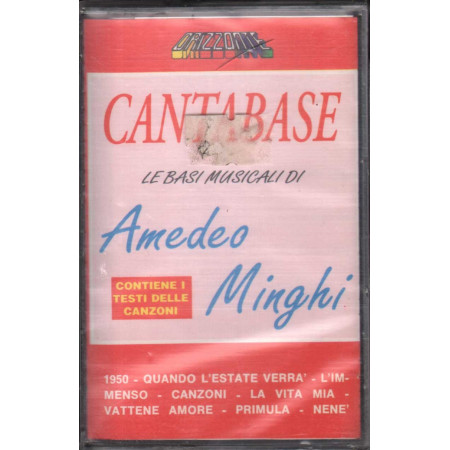 ORIZZONTE
CANTABASE
LE BASI MUSICALI DI
Amedeo
Minghi
CONTIENE I
TESTI DELLE
CANZONI
1950 - QUANDO L'ESTATE VERRA' - L'IM-
MENSO - CANZONI - LA VITA MIA -
VATTENE AMORE - PRIMULA - NENE'